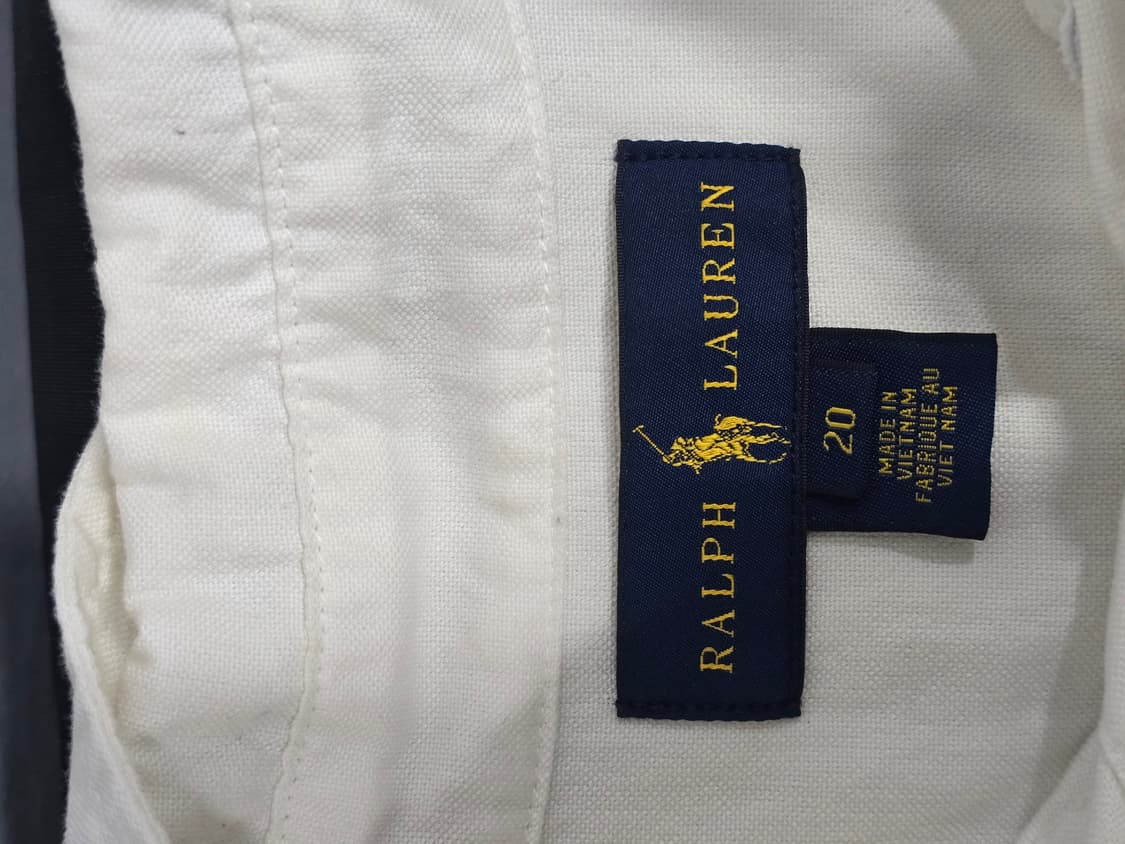 RALPH LAUREN
20
MADE IN
VIETNAM
FABRIQUE AU
VIET NAM